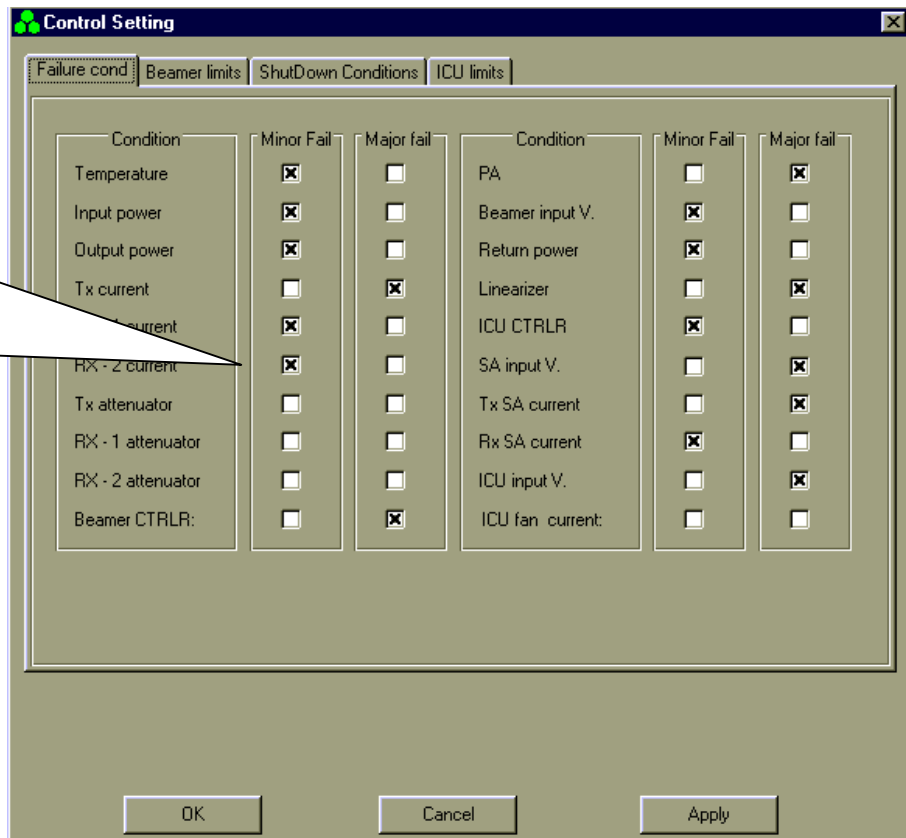 Control Setting
Failure cond Beamer limits ShutDown Conditions ICU limits
Condition Minor Fail Major fail Condition Minor Fail Major fail
Temperature PA
Input power Beamer input V.
Output power Return power
Tx current Linearizer
current ICU CTRLR
RX - 2 current SA input V.
Tx attenuator Tx SA current
RX - 1 attenuator Rx SA current
RX - 2 attenuator ICU input V.
Beamer CTRLR: ICU fan current:
OK Cancel Apply